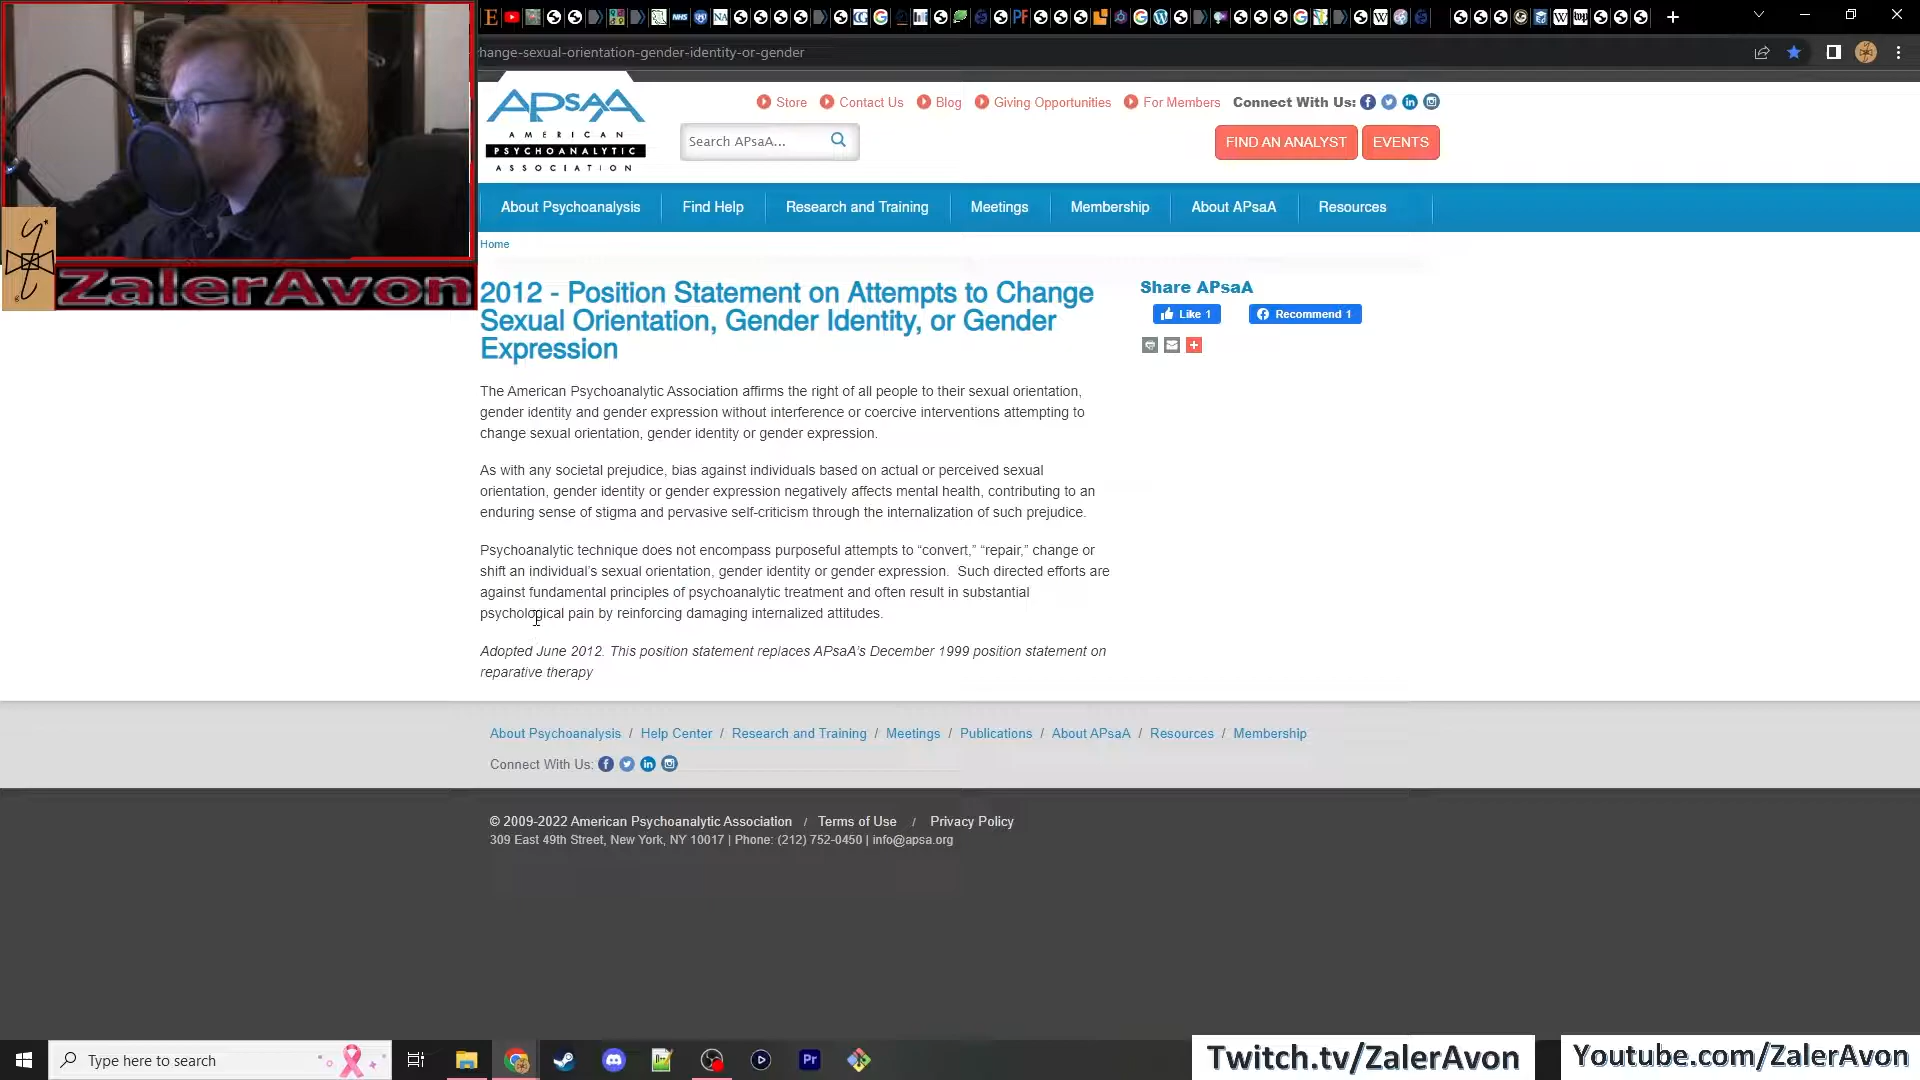 hange-sexual-orientation-gender-identity-or-gender
APsaA
AMERICAN
PSYCHOANALYTIC
ASSOCIATION
Store
Contact Us
Blog
Giving Opportunities
For Members
Connect With Us:
Search APsaA...
FIND AN ANALYST
EVENTS
About Psychoanalysis
Find Help
Research and Training
Meetings
Membership
About APsaA
Resources
Home
ZalerAvon
2012 - Position Statement on Attempts to Change
Sexual Orientation, Gender Identity, or Gender
Expression
Share APsaA
Like 1
Recommend 1
The American Psychoanalytic Association affirms the right of all people to their sexual orientation,
gender identity and gender expression without interference or coercive interventions attempting to
change sexual orientation, gender identity or gender expression.
As with any societal prejudice, bias against individuals based on actual or perceived sexual
orientation, gender identity or gender expression negatively affects mental health, contributing to an
enduring sense of stigma and pervasive self-criticism through the internalization of such prejudice.
Psychoanalytic technique does not encompass purposeful attempts to “convert,” “repair,” change or
shift an individual’s sexual orientation, gender identity or gender expression.  Such directed efforts are
against fundamental principles of psychoanalytic treatment and often result in substantial
psychological pain by reinforcing damaging internalized attitudes.
Adopted June 2012. This position statement replaces APsaA’s December 1999 position statement on
reparative therapy
About Psychoanalysis / Help Center / Research and Training / Meetings / Publications / About APsaA / Resources / Membership
Connect With Us:
© 2009-2022 American Psychoanalytic Association / Terms of Use / Privacy Policy
309 East 49th Street, New York, NY 10017 | Phone: (212) 752-0450 | info@apsa.org
Type here to search
Pr
Twitch.tv/ZalerAvon
Youtube.com/ZalerAvon